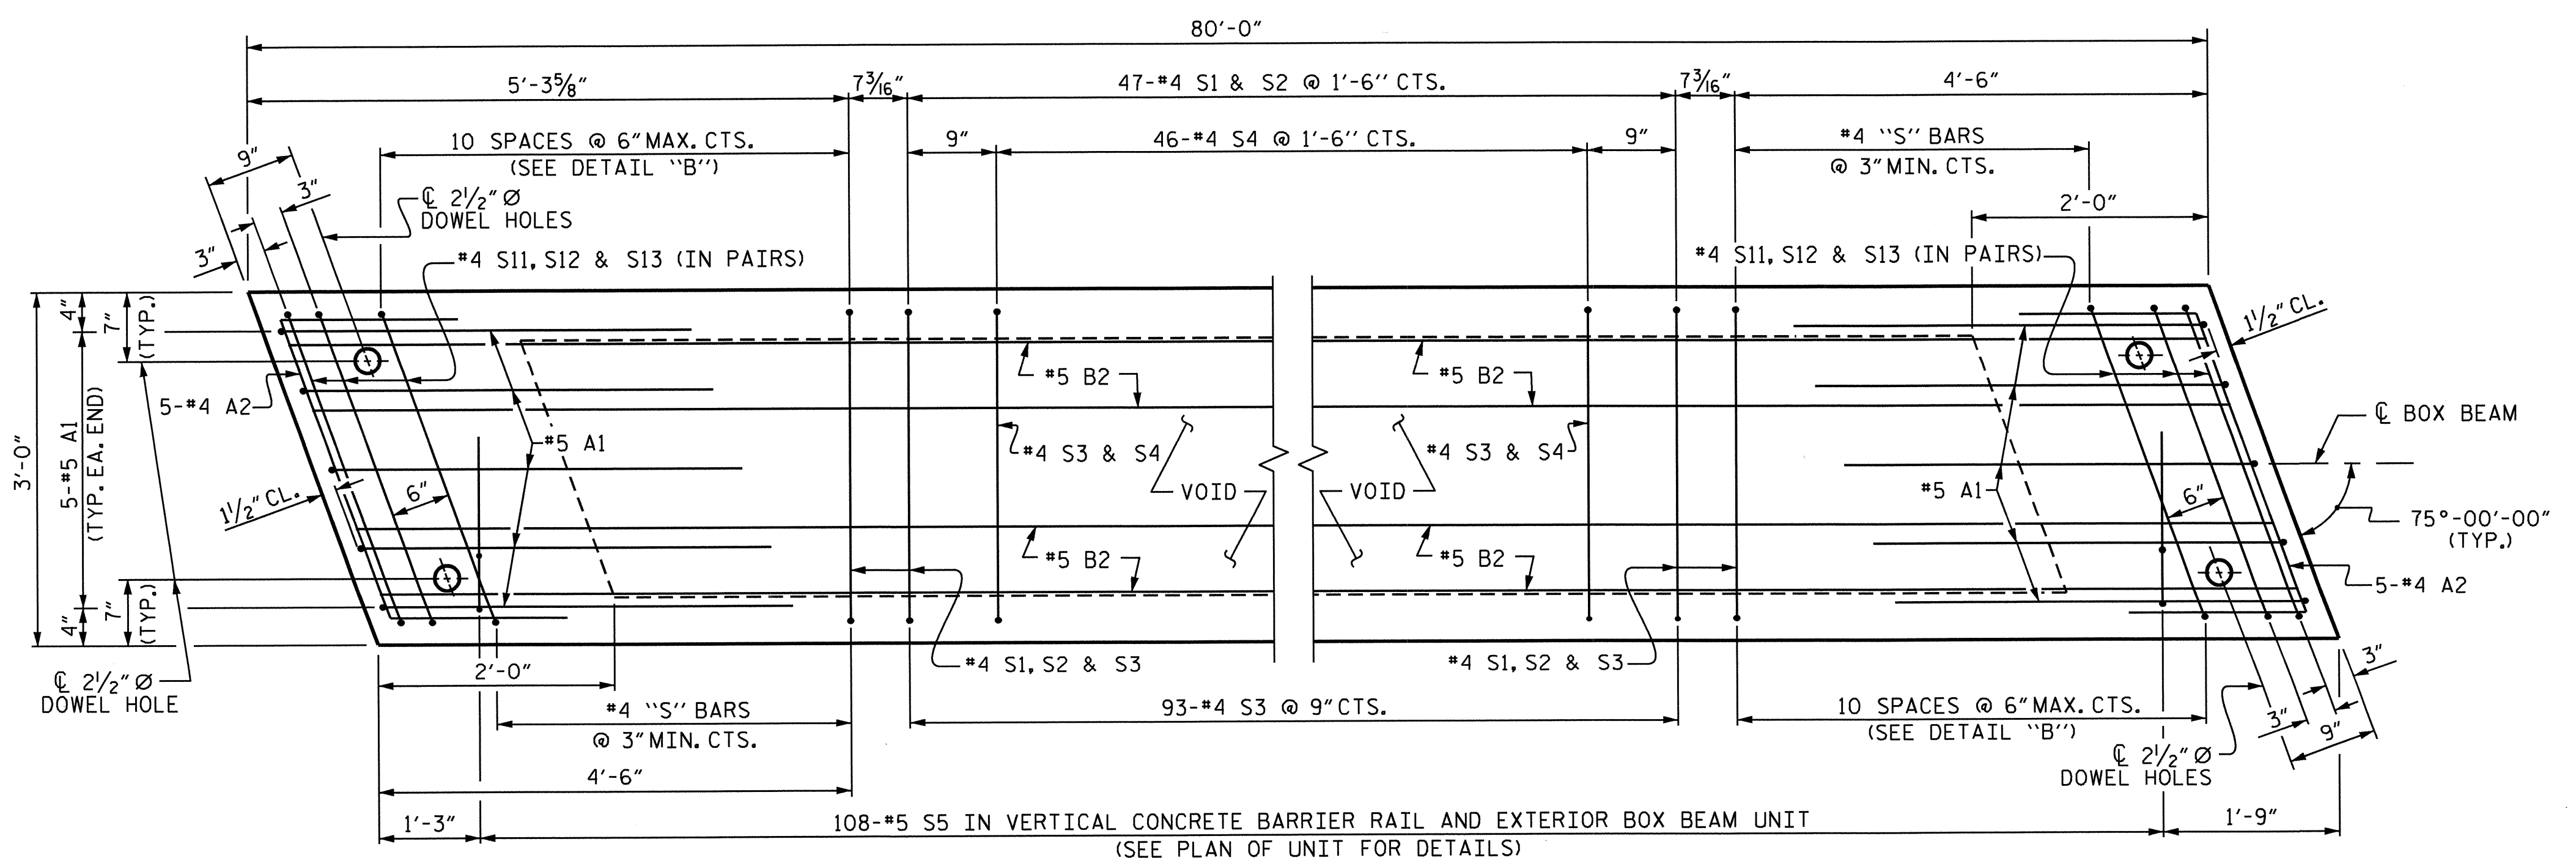 80'-0"
5'-3⅝"
7 3/16"
47-#4 S1 & S2 @ 1'-6" CTS.
7 3/16"
4'-6"
10 SPACES @ 6" MAX. CTS.
(SEE DETAIL "B")
9"
46-#4 S4 @ 1'-6" CTS.
9"
#4 "S" BARS
@ 3" MIN. CTS.
9"
3"
3"
℄ 2½" Ø
DOWEL HOLES
2'-0"
#4 S11, S12 & S13 (IN PAIRS)
#4 S11, S12 & S13 (IN PAIRS)
1½" CL.
4"
7"
(TYP.)
3'-0"
5-#5 A1
(TYP. EA. END)
5-#4 A2
#5 B2
#5 B2
#5 A1
#4 S3 & S4
#4 S3 & S4
℄ BOX BEAM
VOID
VOID
6"
1½" CL.
#5 A1
6"
75°-00'-00"
(TYP.)
#5 B2
#5 B2
5-#4 A2
4"
7"
(TYP.)
℄ 2½" Ø
DOWEL HOLE
2'-0"
#4 S1, S2 & S3
#4 S1, S2 & S3
3"
#4 "S" BARS
@ 3" MIN. CTS.
93-#4 S3 @ 9" CTS.
10 SPACES @ 6" MAX. CTS.
(SEE DETAIL "B")
3"
9"
℄ 2½" Ø
DOWEL HOLES
4'-6"
1'-3"
108-#5 S5 IN VERTICAL CONCRETE BARRIER RAIL AND EXTERIOR BOX BEAM UNIT
(SEE PLAN OF UNIT FOR DETAILS)
1'-9"